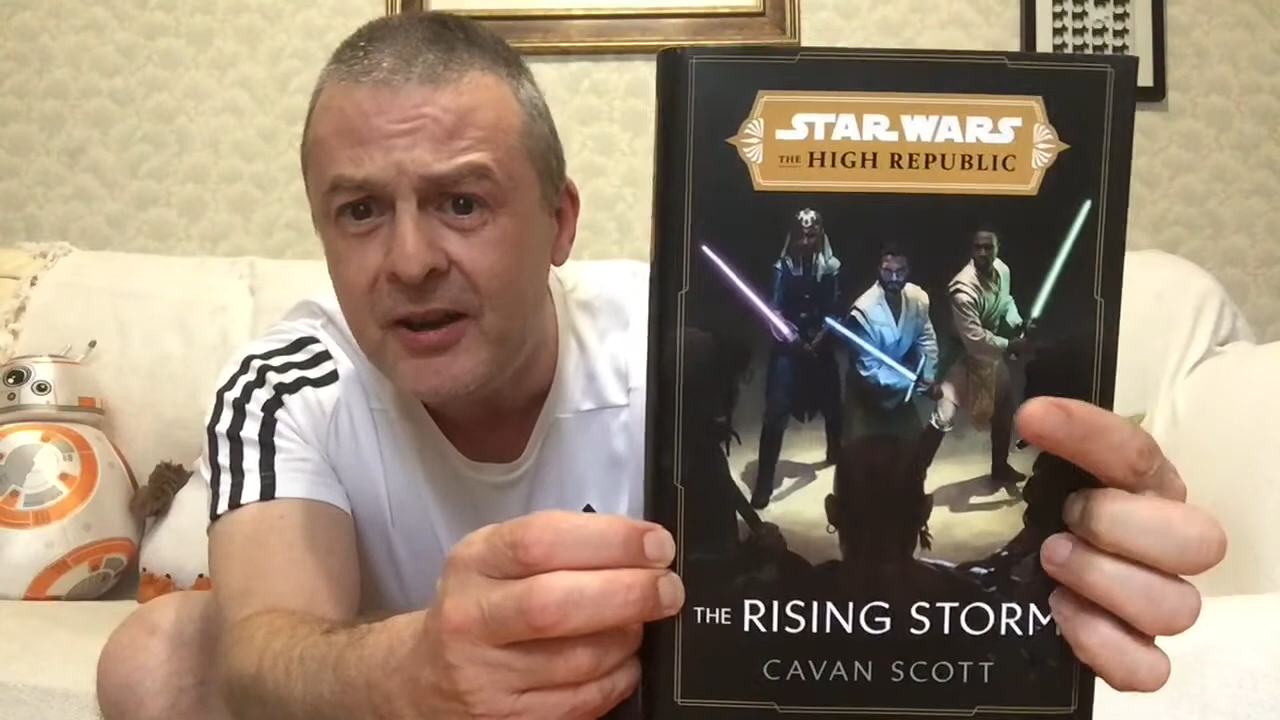 STAR WARS
THE HIGH REPUBLIC
THE RISING STORM
CAVAN SCOTT